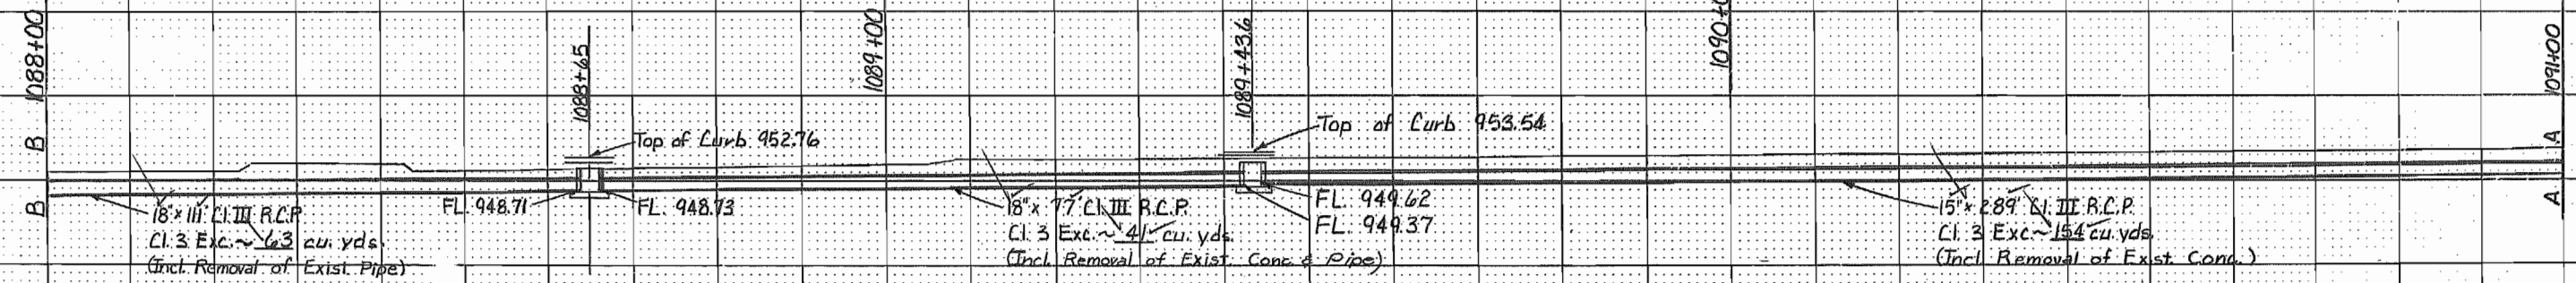 1088+00
1088+65
1089+00
1089+43.6
1091+00
B
B
Top of Curb 952.76
Top of Curb 953.54
A
A
FL. 948.71
FL. 948.73
FL. 949.62
FL. 949.37
18" x 111' Cl. III R.C.P.
Cl. 3 Exc. ~ 63 cu. yds.
(Incl. Removal of Exist. Pipe)
18" x 77' Cl. III R.C.P.
Cl. 3 Exc. ~ 41 cu. yds.
(Incl. Removal of Exist. Conc. & Pipe)
15" x 289' Cl. III R.C.P.
Cl. 3 Exc ~ 154 cu. yds.
(Incl. Removal of Exist. Conc.)